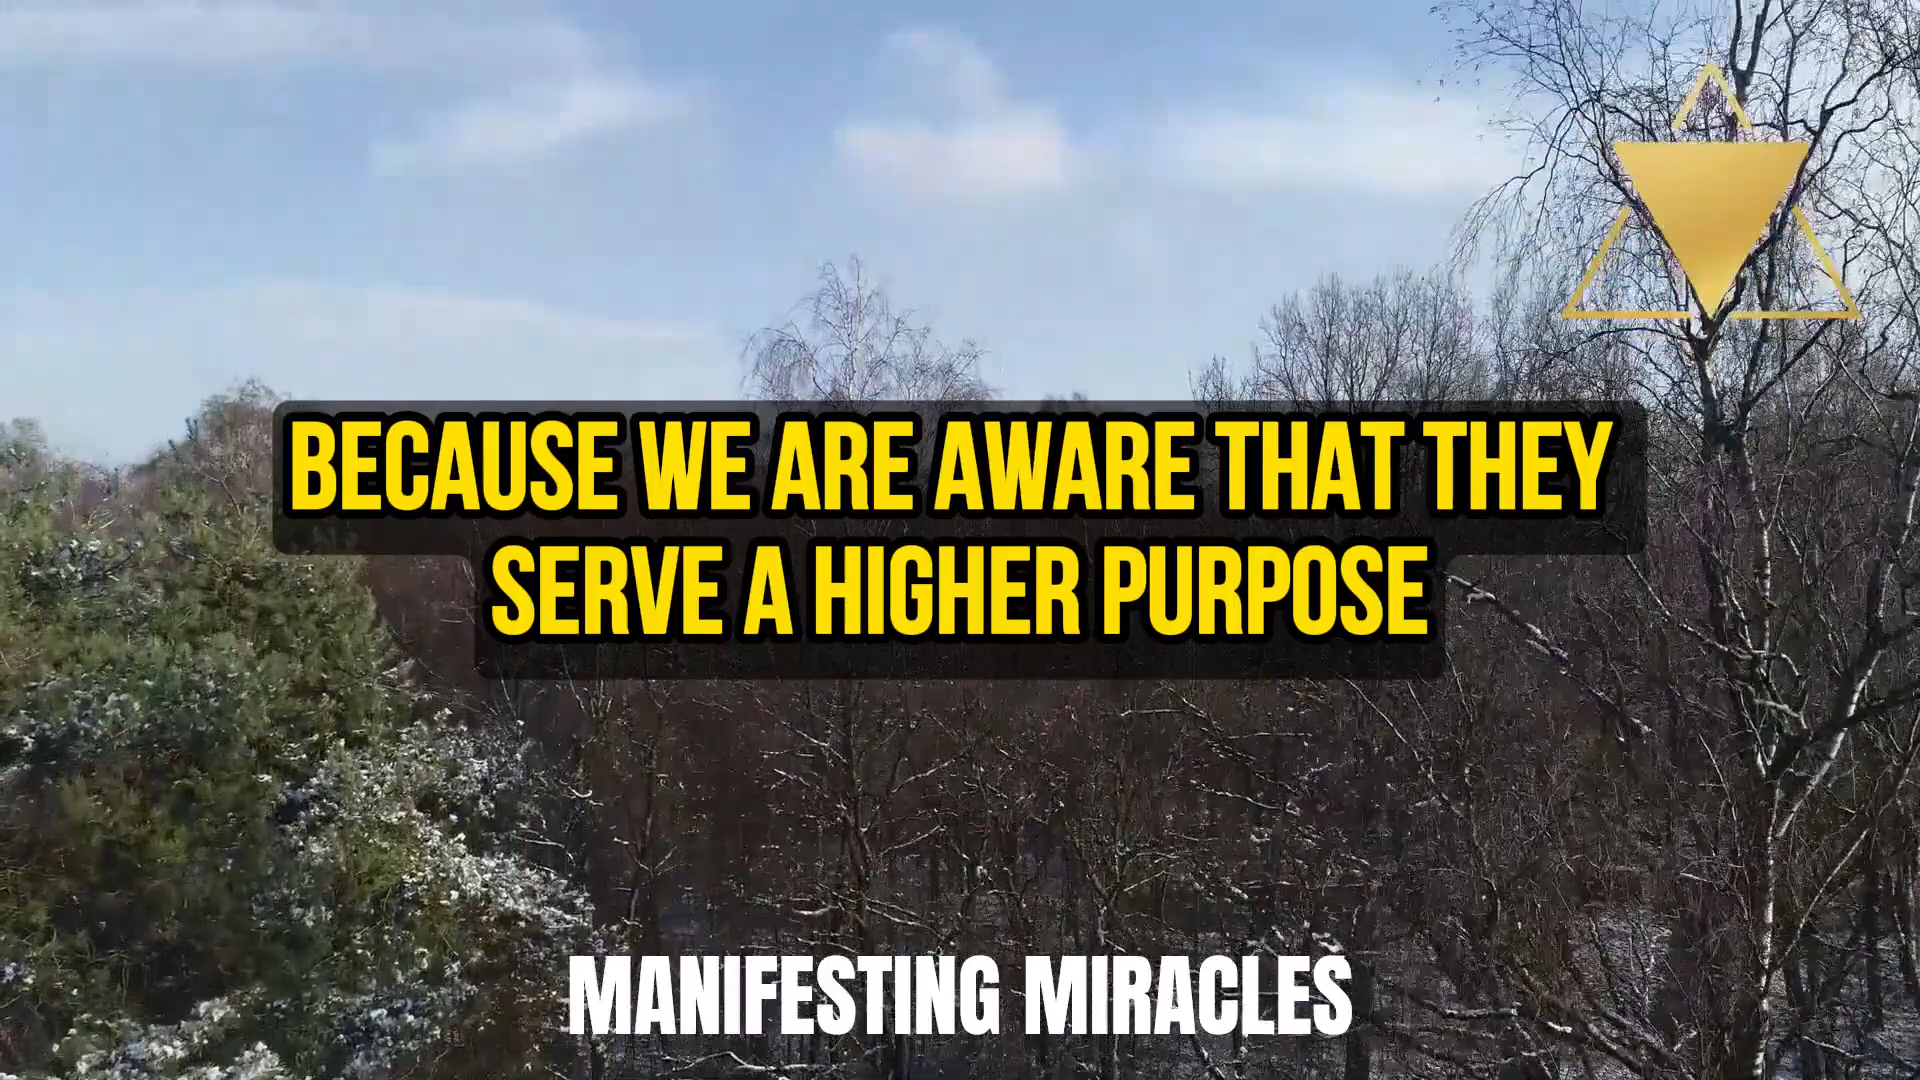 BECAUSE WE ARE AWARE THAT THEY
SERVE A HIGHER PURPOSE
MANIFESTING MIRACLES